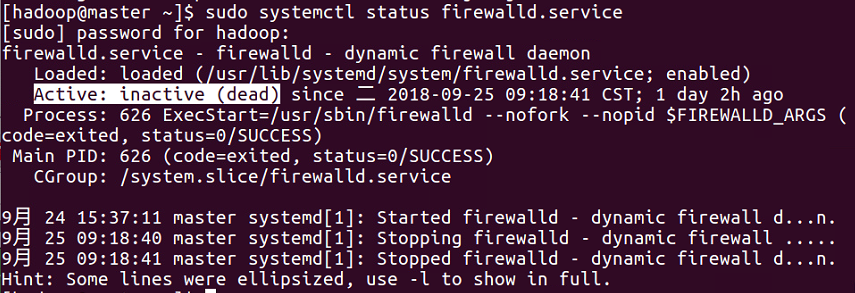 [hadoop@master ~]$ sudo systemctl status firewalld.service
[sudo] password for hadoop:
firewalld.service - firewalld - dynamic firewall daemon
   Loaded: loaded (/usr/lib/systemd/system/firewalld.service; enabled)
   Active: inactive (dead) since 二 2018-09-25 09:18:41 CST; 1 day 2h ago
  Process: 626 ExecStart=/usr/sbin/firewalld --nofork --nopid $FIREWALLD_ARGS (
code=exited, status=0/SUCCESS)
 Main PID: 626 (code=exited, status=0/SUCCESS)
   CGroup: /system.slice/firewalld.service

9月 24 15:37:11 master systemd[1]: Started firewalld - dynamic firewall d...n.
9月 25 09:18:40 master systemd[1]: Stopping firewalld - dynamic firewall .....
9月 25 09:18:41 master systemd[1]: Stopped firewalld - dynamic firewall d...n.
Hint: Some lines were ellipsized, use -l to show in full.